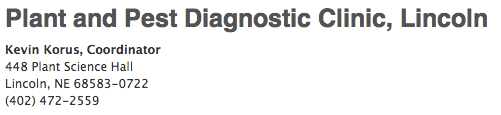 Plant and Pest Diagnostic Clinic, Lincoln
Kevin Korus, Coordinator
448 Plant Science Hall
Lincoln, NE 68583-0722
(402) 472-2559